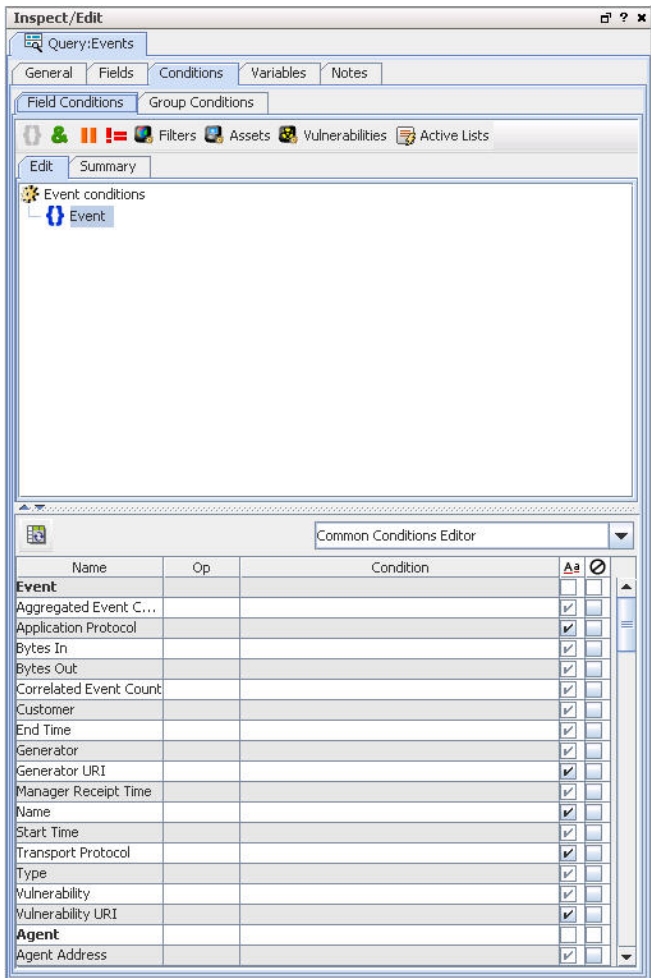 Inspect/Edit
Query:Events
General Fields Conditions Variables Notes
Field Conditions Group Conditions
& != Filters Assets Vulnerabilities Active Lists
Edit Summary
Event conditions
{} Event
Common Conditions Editor
Name Op Condition Aa
Event
Aggregated Event C...
Application Protocol
Bytes In
Bytes Out
Correlated Event Count
Customer
End Time
Generator
Generator URI
Manager Receipt Time
Name
Start Time
Transport Protocol
Type
Vulnerability
Vulnerability URI
Agent
Agent Address